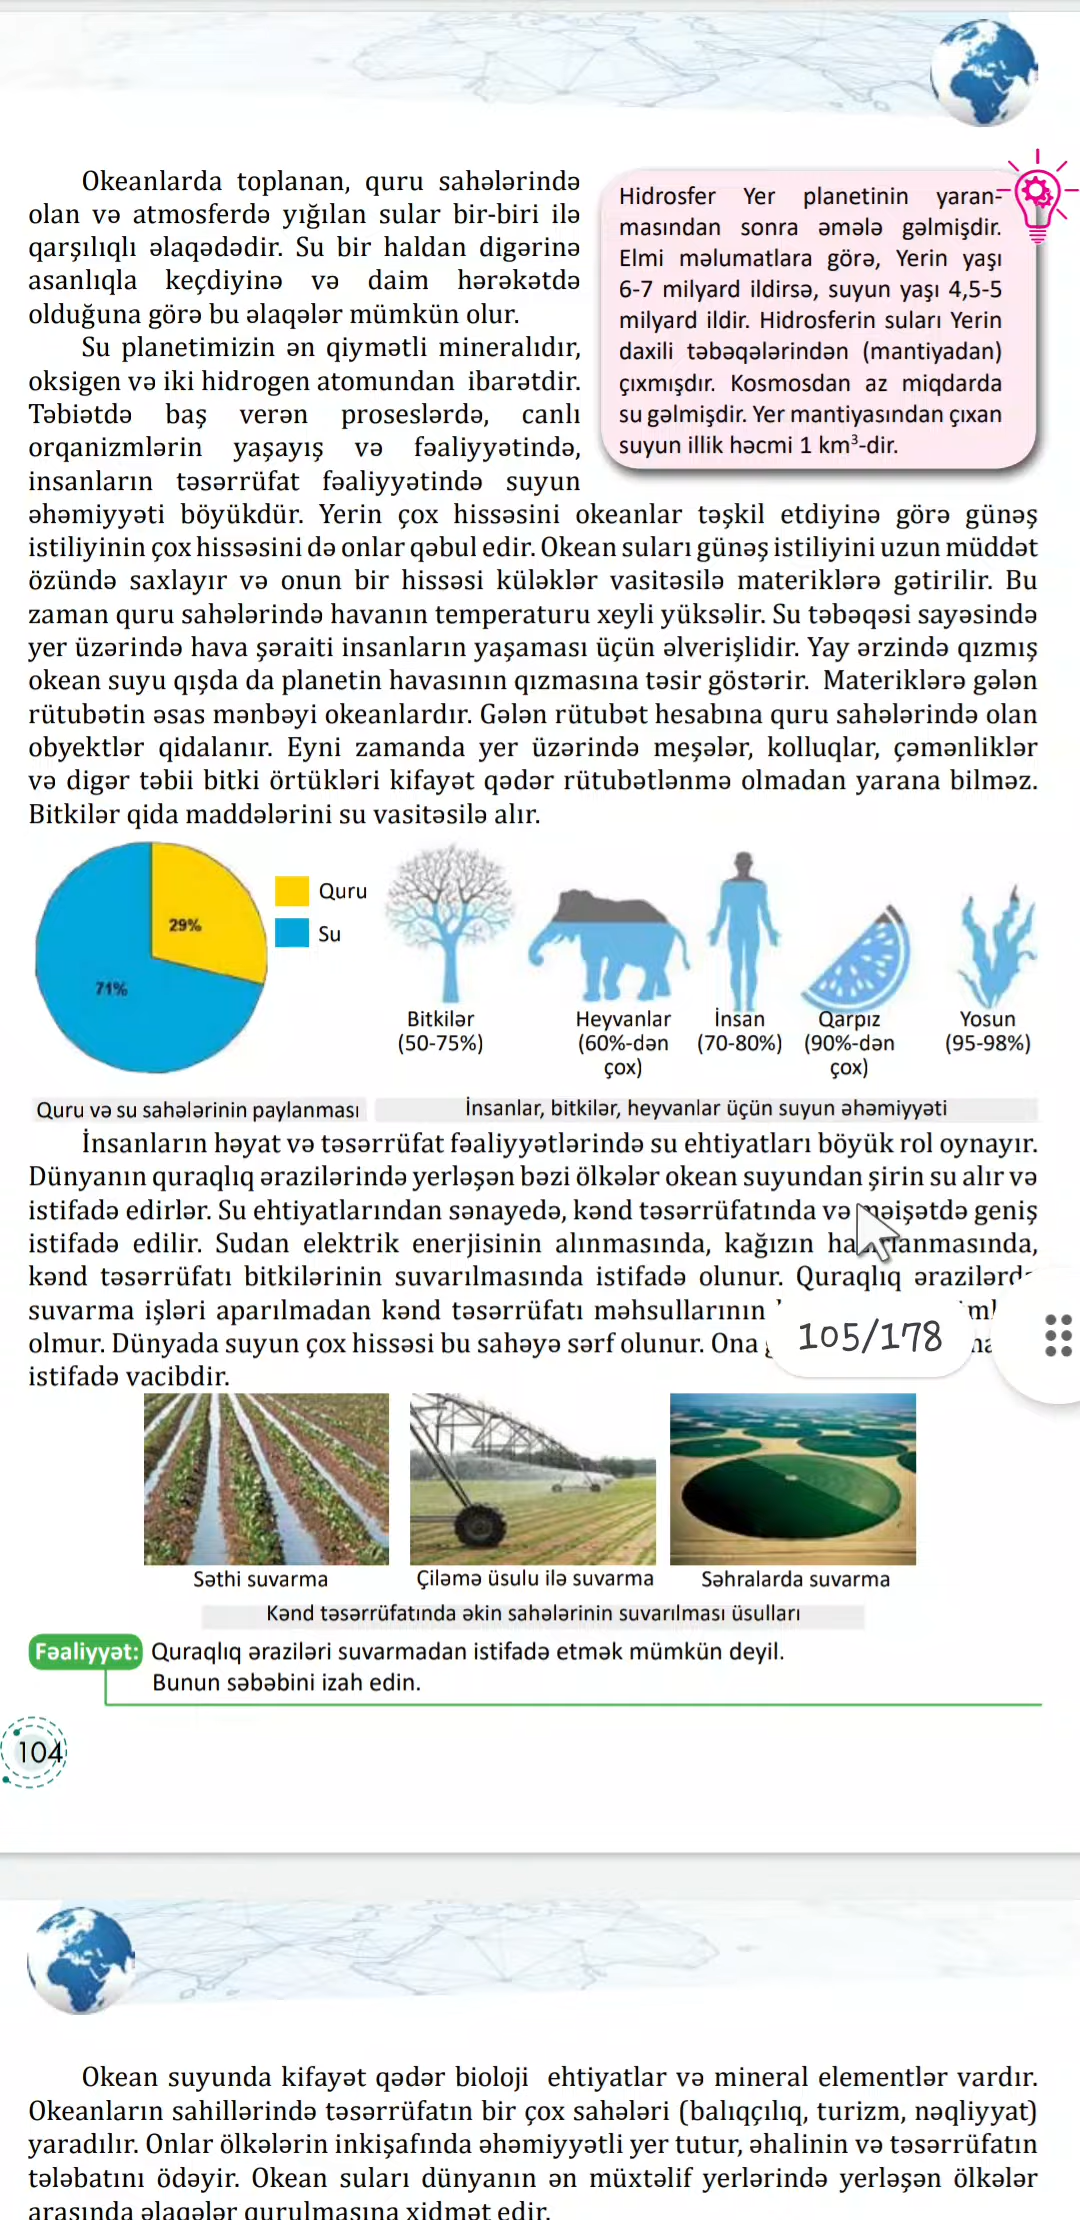 Okeanlarda toplanan, quru sahələrində
olan və atmosferdə yığılan sular bir-biri ilə
qarşılıqlı əlaqədədir. Su bir haldan digərinə
asanlıqla keçdiyinə və daim hərəkətdə
olduğuna görə bu əlaqələr mümkün olur.
Su planetimizin ən qiymətli mineralıdır,
oksigen və iki hidrogen atomundan ibarətdir.
Təbiətdə baş verən proseslərdə, canlı
orqanizmlərin yaşayış və fəaliyyətində,
insanların təsərrüfat fəaliyyətində suyun
əhəmiyyəti böyükdür. Yerin çox hissəsini okeanlar təşkil etdiyinə görə günəş
istiliyinin çox hissəsini də onlar qəbul edir. Okean suları günəş istiliyini uzun müddət
özündə saxlayır və onun bir hissəsi küləklər vasitəsilə materiklərə gətirilir. Bu
zaman quru sahələrində havanın temperaturu xeyli yüksəlir. Su təbəqəsi sayəsində
yer üzərində hava şəraiti insanların yaşaması üçün əlverişlidir. Yay ərzində qızmış
okean suyu qışda da planetin havasının qızmasına təsir göstərir. Materiklərə gələn
rütubətin əsas mənbəyi okeanlardır. Gələn rütubət hesabına quru sahələrində olan
obyektlər qidalanır. Eyni zamanda yer üzərində meşələr, kolluqlar, çəmənliklər
və digər təbii bitki örtükləri kifayət qədər rütubətlənmə olmadan yarana bilməz.
Bitkilər qida maddələrini su vasitəsilə alır.
Hidrosfer Yer planetinin yaran-
masından sonra əmələ gəlmişdir.
Elmi məlumatlara görə, Yerin yaşı
6-7 milyard ildirsə, suyun yaşı 4,5-5
milyard ildir. Hidrosferin suları Yerin
daxili təbəqələrindən (mantiyadan)
çıxmışdır. Kosmosdan az miqdarda
su gəlmişdir. Yer mantiyasından çıxan
suyun illik həcmi 1 km³-dir.
29%
71%
Quru
Su
Quru və su sahələrinin paylanması
Bitkilər
(50-75%)
Heyvanlar
(60%-dən
çox)
İnsan
(70-80%)
Qarpız
(90%-dən
çox)
Yosun
(95-98%)
İnsanlar, bitkilər, heyvanlar üçün suyun əhəmiyyəti
İnsanların həyat və təsərrüfat fəaliyyətlərində su ehtiyatları böyük rol oynayır.
Dünyanın quraqlıq ərazilərində yerləşən bəzi ölkələr okean suyundan şirin su alır və
istifadə edirlər. Su ehtiyatlarından sənayedə, kənd təsərrüfatında və məişətdə geniş
istifadə edilir. Sudan elektrik enerjisinin alınmasında, kağızın
kənd təsərrüfatı bitkilərinin suvarılmasında istifadə olunur. Quraqlıq
suvarma işləri aparılmadan kənd təsərrüfatı məhsullarının
olmur. Dünyada suyun çox hissəsi bu sahəyə sərf olunur. Ona
istifadə vacibdir.
105/178
Səthi suvarma
Çiləmə üsulu ilə suvarma
Səhralarda suvarma
Kənd təsərrüfatında əkin sahələrinin suvarılması üsulları
Fəaliyyət: Quraqlıq əraziləri suvarmadan istifadə etmək mümkün deyil.
Bunun səbəbini izah edin.
104
Okean suyunda kifayət qədər bioloji ehtiyatlar və mineral elementlər vardır.
Okeanların sahillərində təsərrüfatın bir çox sahələri (balıqçılıq, turizm, nəqliyyat)
yaradılır. Onlar ölkələrin inkişafında əhəmiyyətli yer tutur, əhalinin və təsərrüfatın
tələbatını ödəyir. Okean suları dünyanın ən müxtəlif yerlərində yerləşən ölkələr
arasında əlaqələr qurulmasına xidmət edir.